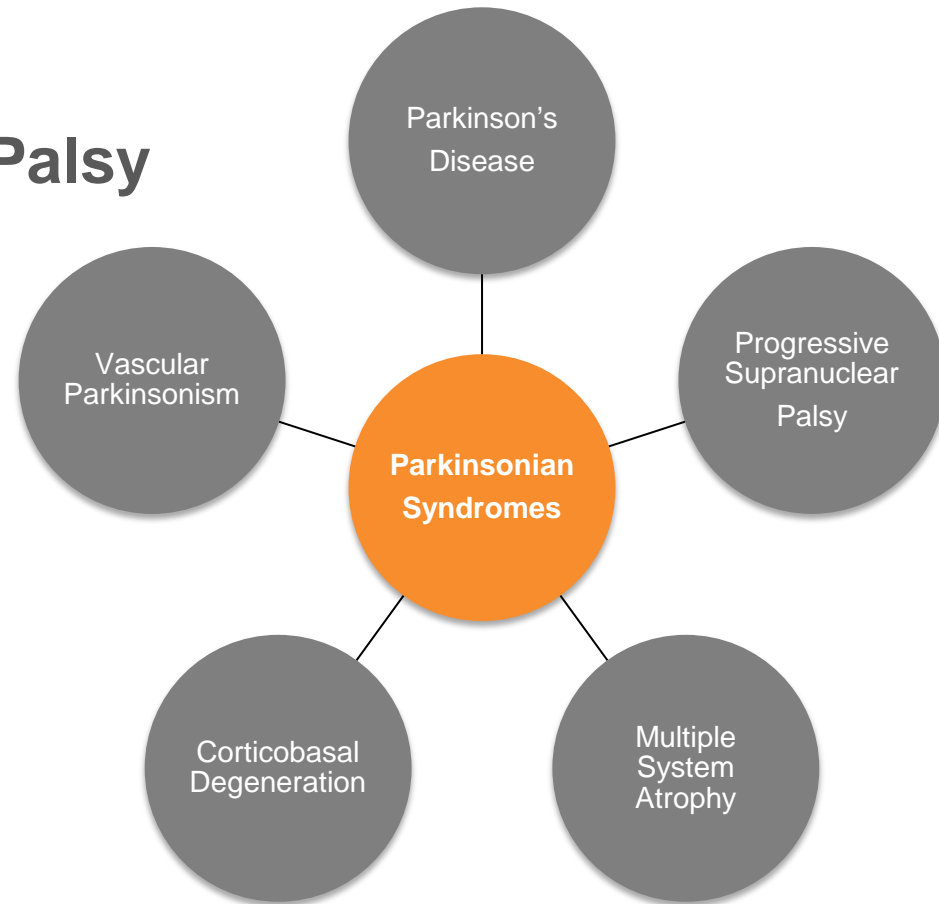 Palsy
Parkinson's
Disease
Vascular
Parkinsonism
Progressive
Supranuclear
Palsy
Parkinsonian
Syndromes
Corticobasal
Degeneration
Multiple
System
Atrophy